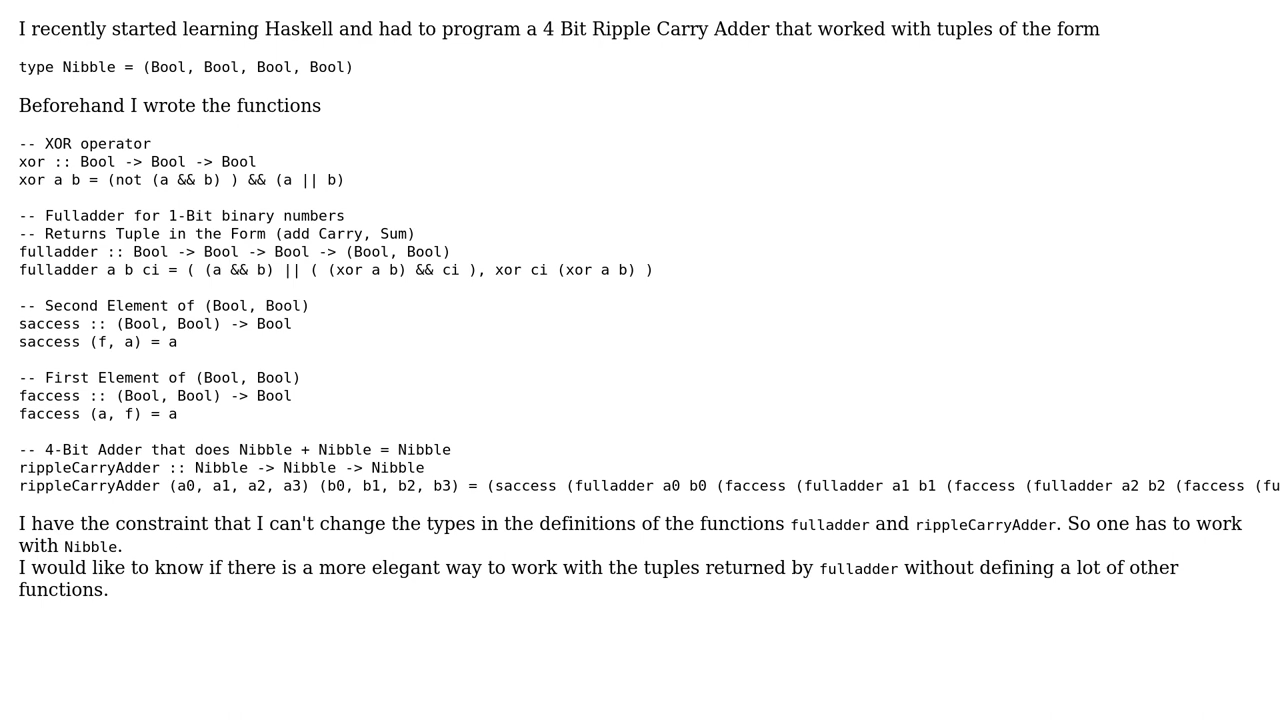 I recently started learning Haskell and had to program a 4 Bit Ripple Carry Adder that worked with tuples of the form
type Nibble = (Bool, Bool, Bool, Bool)
Beforehand I wrote the functions
-- XOR operator
xor :: Bool -> Bool -> Bool
xor a b = (not (a && b) ) && (a || b)
-- Fulladder for 1-Bit binary numbers
-- Returns Tuple in the Form (add Carry, Sum)
fulladder :: Bool -> Bool -> Bool -> (Bool, Bool)
fulladder a b ci = ( (a && b) || ( (xor a b) && ci ), xor ci (xor a b) )
-- Second Element of (Bool, Bool)
saccess :: (Bool, Bool) -> Bool
saccess (f, a) = a
-- First Element of (Bool, Bool)
faccess :: (Bool, Bool) -> Bool
faccess (a, f) = a
-- 4-Bit Adder that does Nibble + Nibble = Nibble
rippleCarryAdder :: Nibble -> Nibble -> Nibble
rippleCarryAdder (a0, a1, a2, a3) (b0, b1, b2, b3) = (saccess (fulladder a0 b0 (faccess (fulladder a1 b1 (faccess (fulladder a2 b2 (faccess (fu
I have the constraint that I can't change the types in the definitions of the functions fulladder and rippleCarryAdder. So one has to work
with Nibble.
I would like to know if there is a more elegant way to work with the tuples returned by fulladder without defining a lot of other
functions.